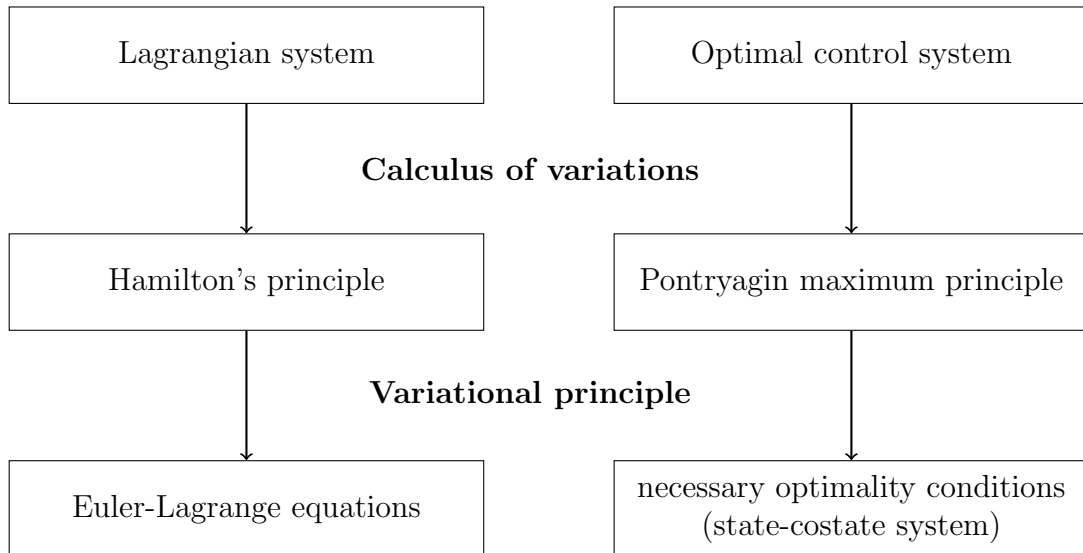 Lagrangian system
Optimal control system
Calculus of variations
Hamilton's principle
Pontryagin maximum principle
Variational principle
Euler-Lagrange equations
necessary optimality conditions
(state-costate system)